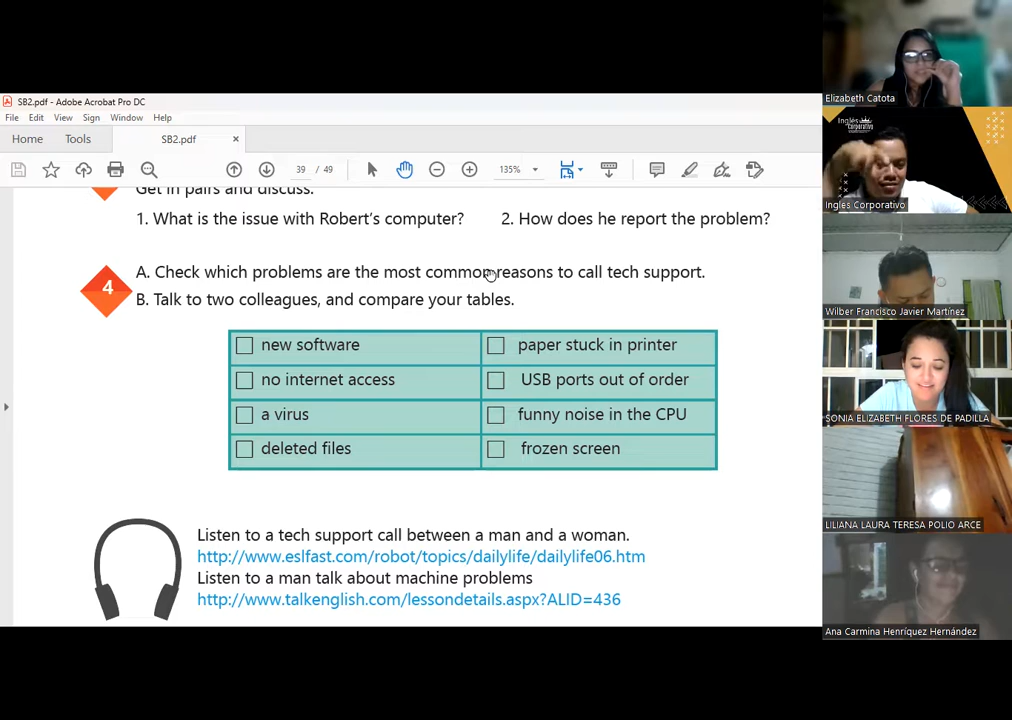 SB2.pdf - Adobe Acrobat Pro DC
File Edit View Sign Window Help
Home Tools SB2.pdf ×
39 / 49 135%
Get in pairs and discuss.
1. What is the issue with Robert's computer? 2. How does he report the problem?
4
A. Check which problems are the most common reasons to call tech support.
B. Talk to two colleagues, and compare your tables.
new software paper stuck in printer
no internet access USB ports out of order
a virus funny noise in the CPU
deleted files frozen screen
Listen to a tech support call between a man and a woman.
http://www.eslfast.com/robot/topics/dailylife/dailylife06.htm
Listen to a man talk about machine problems
http://www.talkenglish.com/lessondetails.aspx?ALID=436
Elizabeth Catota
Inglés
Corporativo
Ingles Corporativo
Wilber Francisco Javier Martínez
SONIA ELIZABETH FLORES DE PADILLA
LILIANA LAURA TERESA POLIO ARCE
Ana Carmina Henríquez Hernández